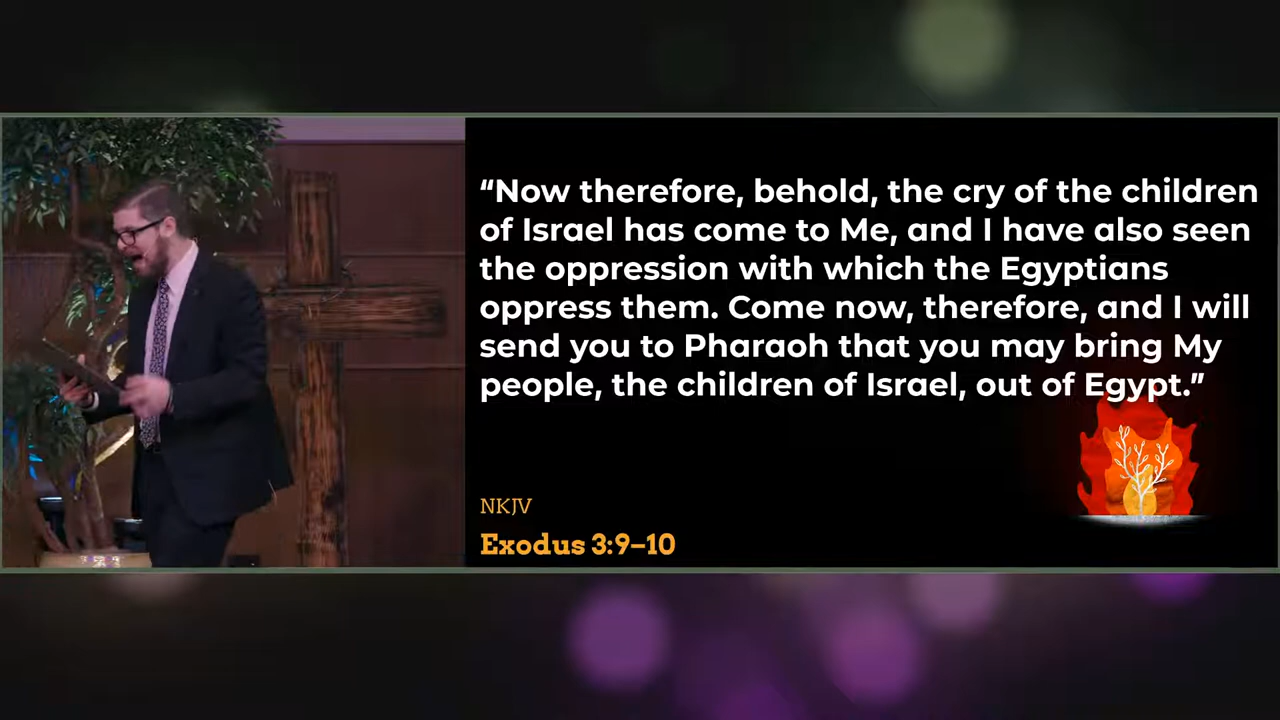 “Now therefore, behold, the cry of the children
of Israel has come to Me, and I have also seen
the oppression with which the Egyptians
oppress them. Come now, therefore, and I will
send you to Pharaoh that you may bring My
people, the children of Israel, out of Egypt.”
NKJV
Exodus 3:9–10